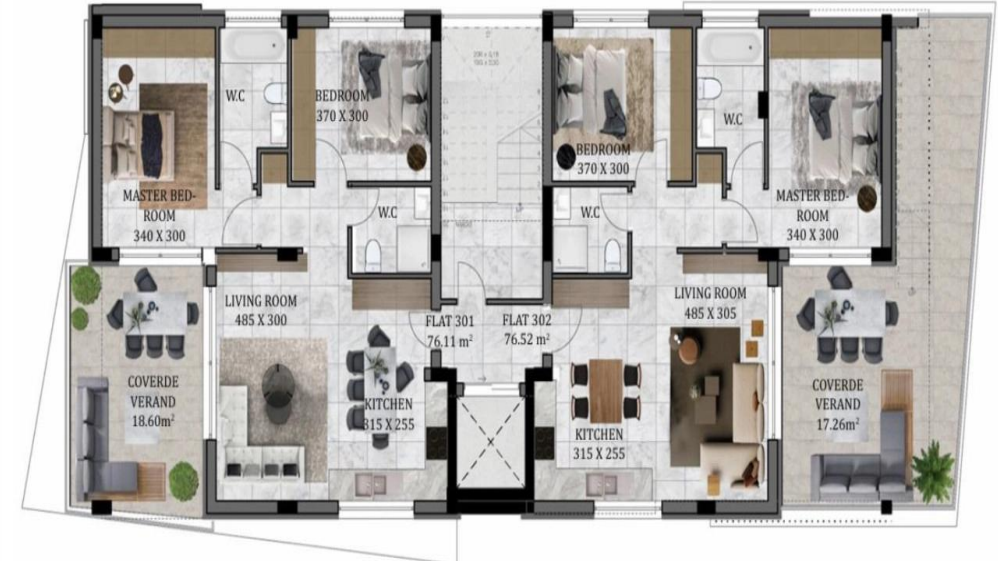 W.C
BEDROOM
370 X 300
MASTER BED-
ROOM
340 X 300
W.C
BEDROOM
370 X 300
W.C
MASTER BED-
ROOM
340 X 300
W.C
LIVING ROOM
485 X 300
FLAT 301
76.11 m²
FLAT 302
76.52 m²
LIVING ROOM
485 X 305
COVERDE
VERAND
18.60m²
KITCHEN
315 X 255
KITCHEN
315 X 255
COVERDE
VERAND
17.26m²